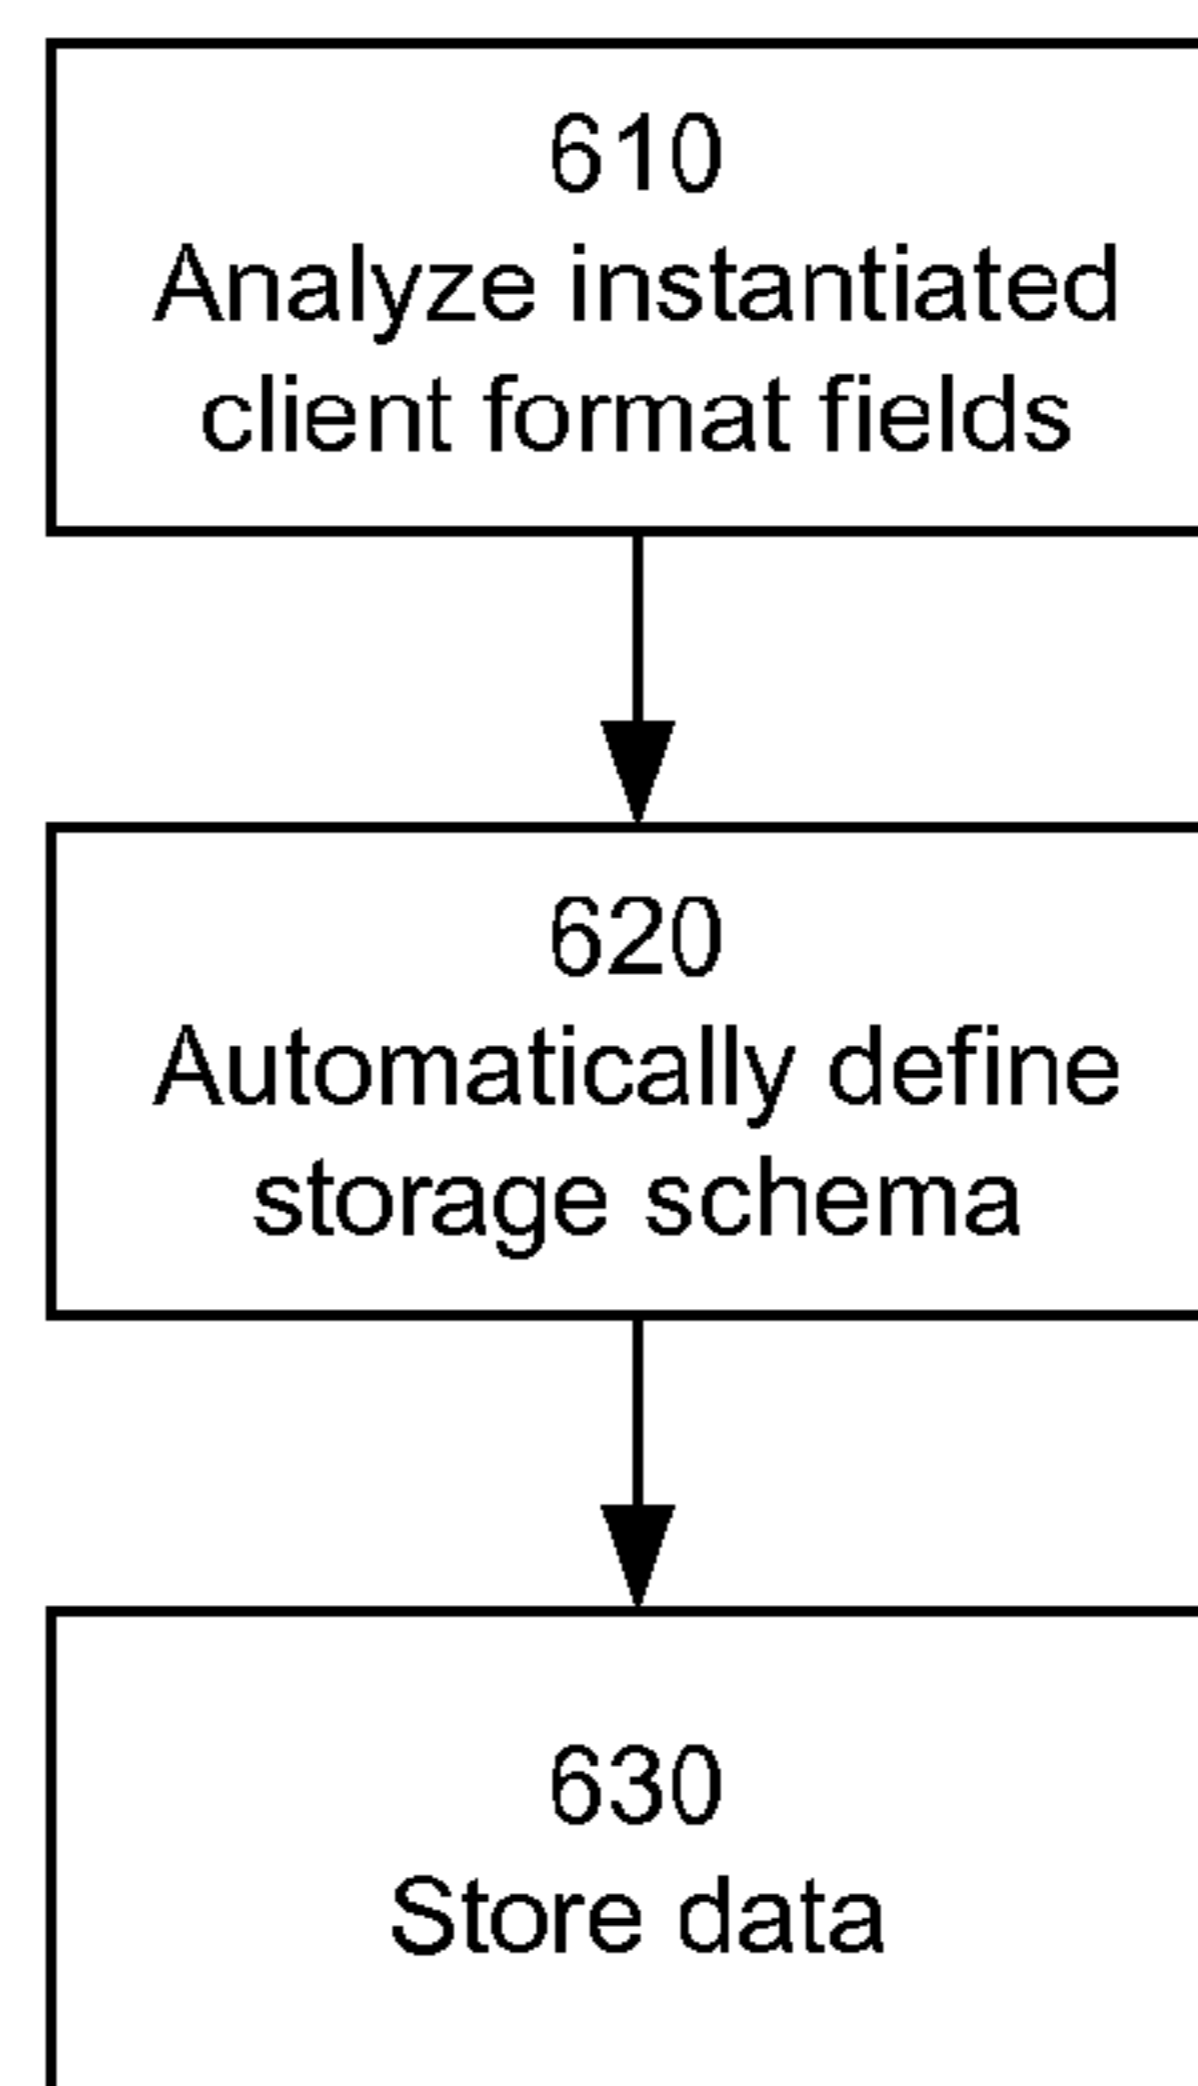 610
Analyze instantiated
client format fields
620
Automatically define
storage schema
630
Store data